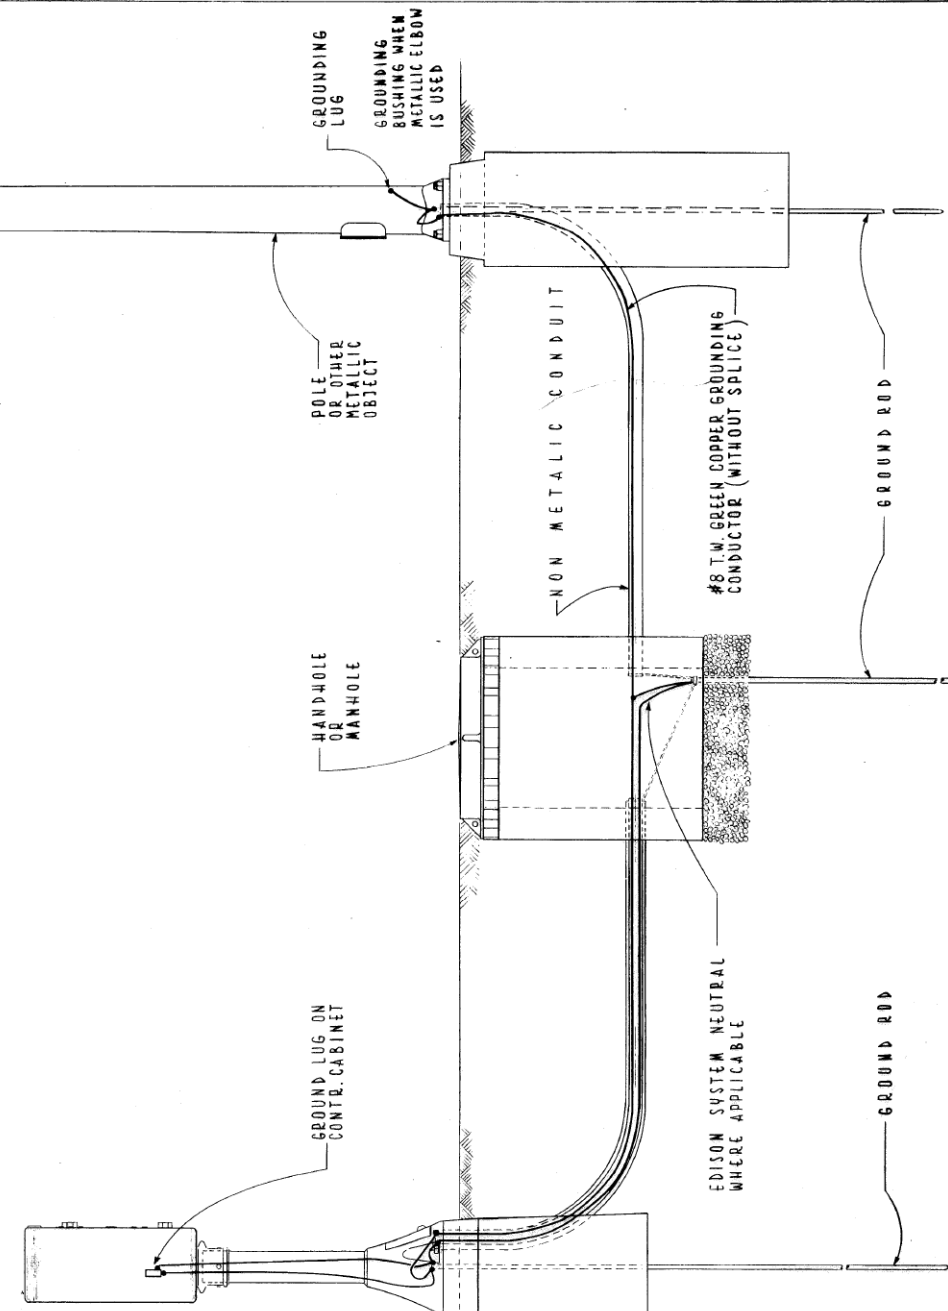 GROUNDING
LUG
GROUNDING
BUSHING WHEN
METALLIC ELBOW
IS USED
POLE
OR OTHER
METALLIC
OBJECT
NON METALIC CONDUIT
#8 T.W. GREEN COPPER GROUNDING
CONDUCTOR (WITHOUT SPLICE)
GROUND ROD
HANDHOLE
OR
MANHOLE
GROUND LUG ON
CONTR. CABINET
EDISON SYSTEM NEUTRAL
WHERE APPLICABLE
GROUND ROD